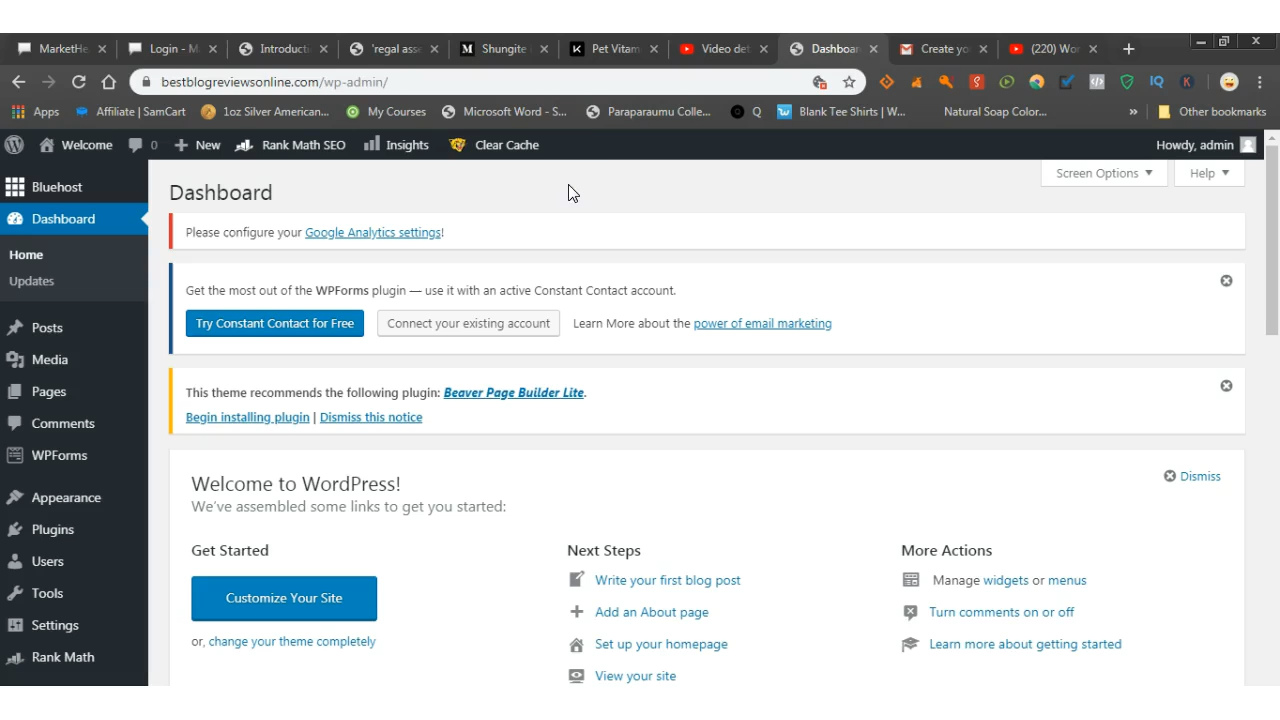 MarketHe
Login - M
Introducti
'regal asse
Shungite
Pet Vitam
Video det
Dashboar
Create yo
(220) Wor
bestblogreviewsonline.com/wp-admin/
Apps
Affiliate | SamCart
1oz Silver American...
My Courses
Microsoft Word - S...
Paraparaumu Colle...
Q
Blank Tee Shirts | W...
Natural Soap Color...
»
Other bookmarks
Welcome
0
New
Rank Math SEO
Insights
Clear Cache
Howdy, admin
Bluehost
Dashboard
Home
Updates
Posts
Media
Pages
Comments
WPForms
Appearance
Plugins
Users
Tools
Settings
Rank Math
Screen Options
Help
Dashboard
Please configure your Google Analytics settings!
Get the most out of the WPForms plugin — use it with an active Constant Contact account.
Try Constant Contact for Free
Connect your existing account
Learn More about the power of email marketing
This theme recommends the following plugin: Beaver Page Builder Lite.
Begin installing plugin | Dismiss this notice
Welcome to WordPress!
Dismiss
We've assembled some links to get you started:
Get Started
Customize Your Site
or, change your theme completely
Next Steps
Write your first blog post
Add an About page
Set up your homepage
View your site
More Actions
Manage widgets or menus
Turn comments on or off
Learn more about getting started